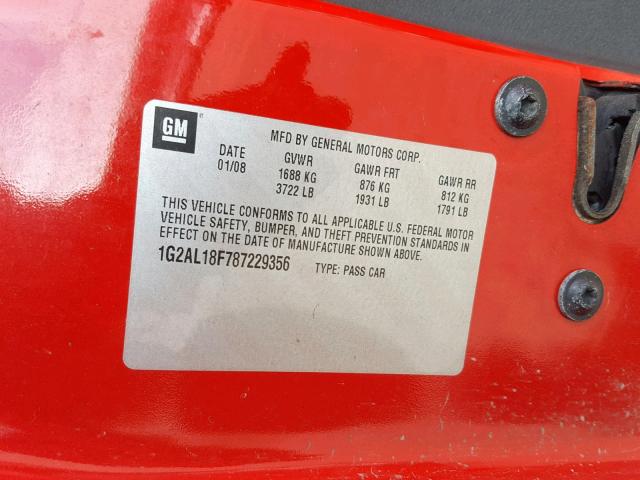 GM
MFD BY GENERAL MOTORS CORP.
DATE GVWR GAWR FRT GAWR RR
01/08 1688 KG 876 KG 812 KG
3722 LB 1931 LB 1791 LB
THIS VEHICLE CONFORMS TO ALL APPLICABLE U.S. FEDERAL MOTOR
VEHICLE SAFETY, BUMPER, AND THEFT PREVENTION STANDARDS IN
EFFECT ON THE DATE OF MANUFACTURE SHOWN ABOVE.
1G2AL18F787229356 TYPE: PASS CAR